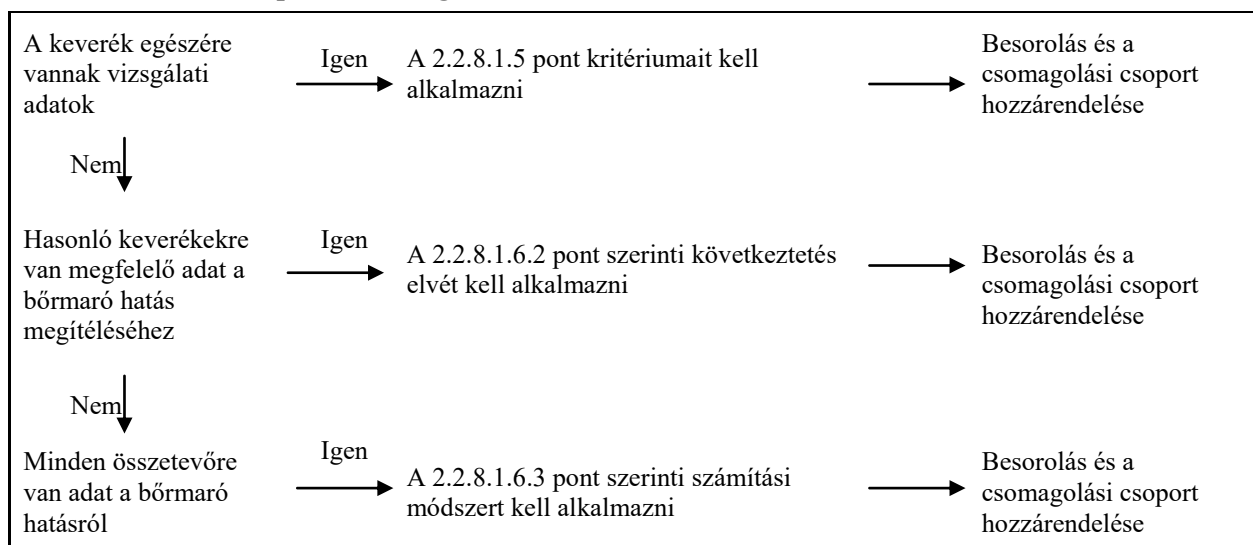 A keverék egészére
vannak vizsgálati
adatok
Igen
A 2.2.8.1.5 pont kritériumait kell
alkalmazni
Besorolás és a
csomagolási csoport
hozzárendelése
Nem
Hasonló keverékekre
van megfelelő adat a
bőrmaró hatás
megítéléséhez
Igen
A 2.2.8.1.6.2 pont szerinti következtetés
elvét kell alkalmazni
Besorolás és a
csomagolási csoport
hozzárendelése
Nem
Minden összetevőre
van adat a bőrmaró
hatásról
Igen
A 2.2.8.1.6.3 pont szerinti számítási
módszert kell alkalmazni
Besorolás és a
csomagolási csoport
hozzárendelése